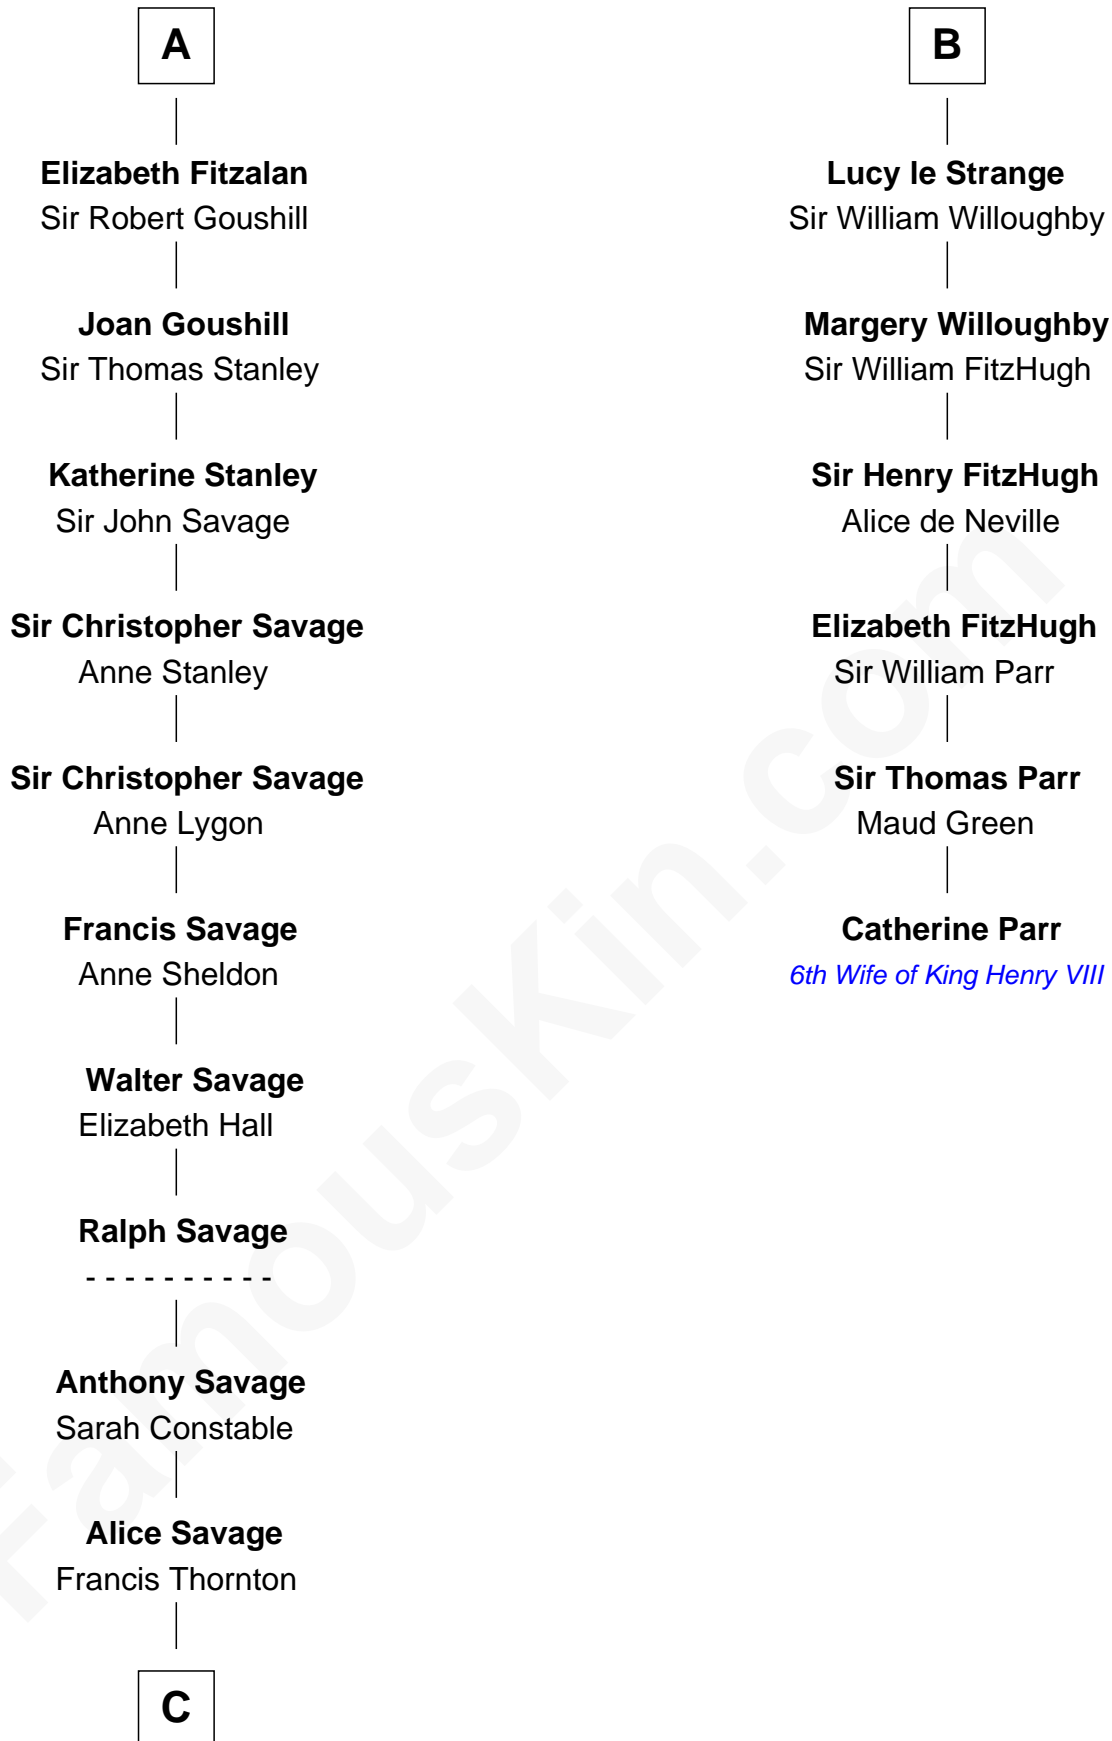 A
Elizabeth Fitzalan
Sir Robert Goushill
Joan Goushill
Sir Thomas Stanley
Katherine Stanley
Sir John Savage
Sir Christopher Savage
Anne Stanley
Sir Christopher Savage
Anne Lygon
Francis Savage
Anne Sheldon
Walter Savage
Elizabeth Hall
Ralph Savage
- - - - - - - - - -
Anthony Savage
Sarah Constable
Alice Savage
Francis Thornton
C
B
Lucy le Strange
Sir William Willoughby
Margery Willoughby
Sir William FitzHugh
Sir Henry FitzHugh
Alice de Neville
Elizabeth FitzHugh
Sir William Parr
Sir Thomas Parr
Maud Green
Catherine Parr
6th Wife of King Henry VIII
FamousKin.com